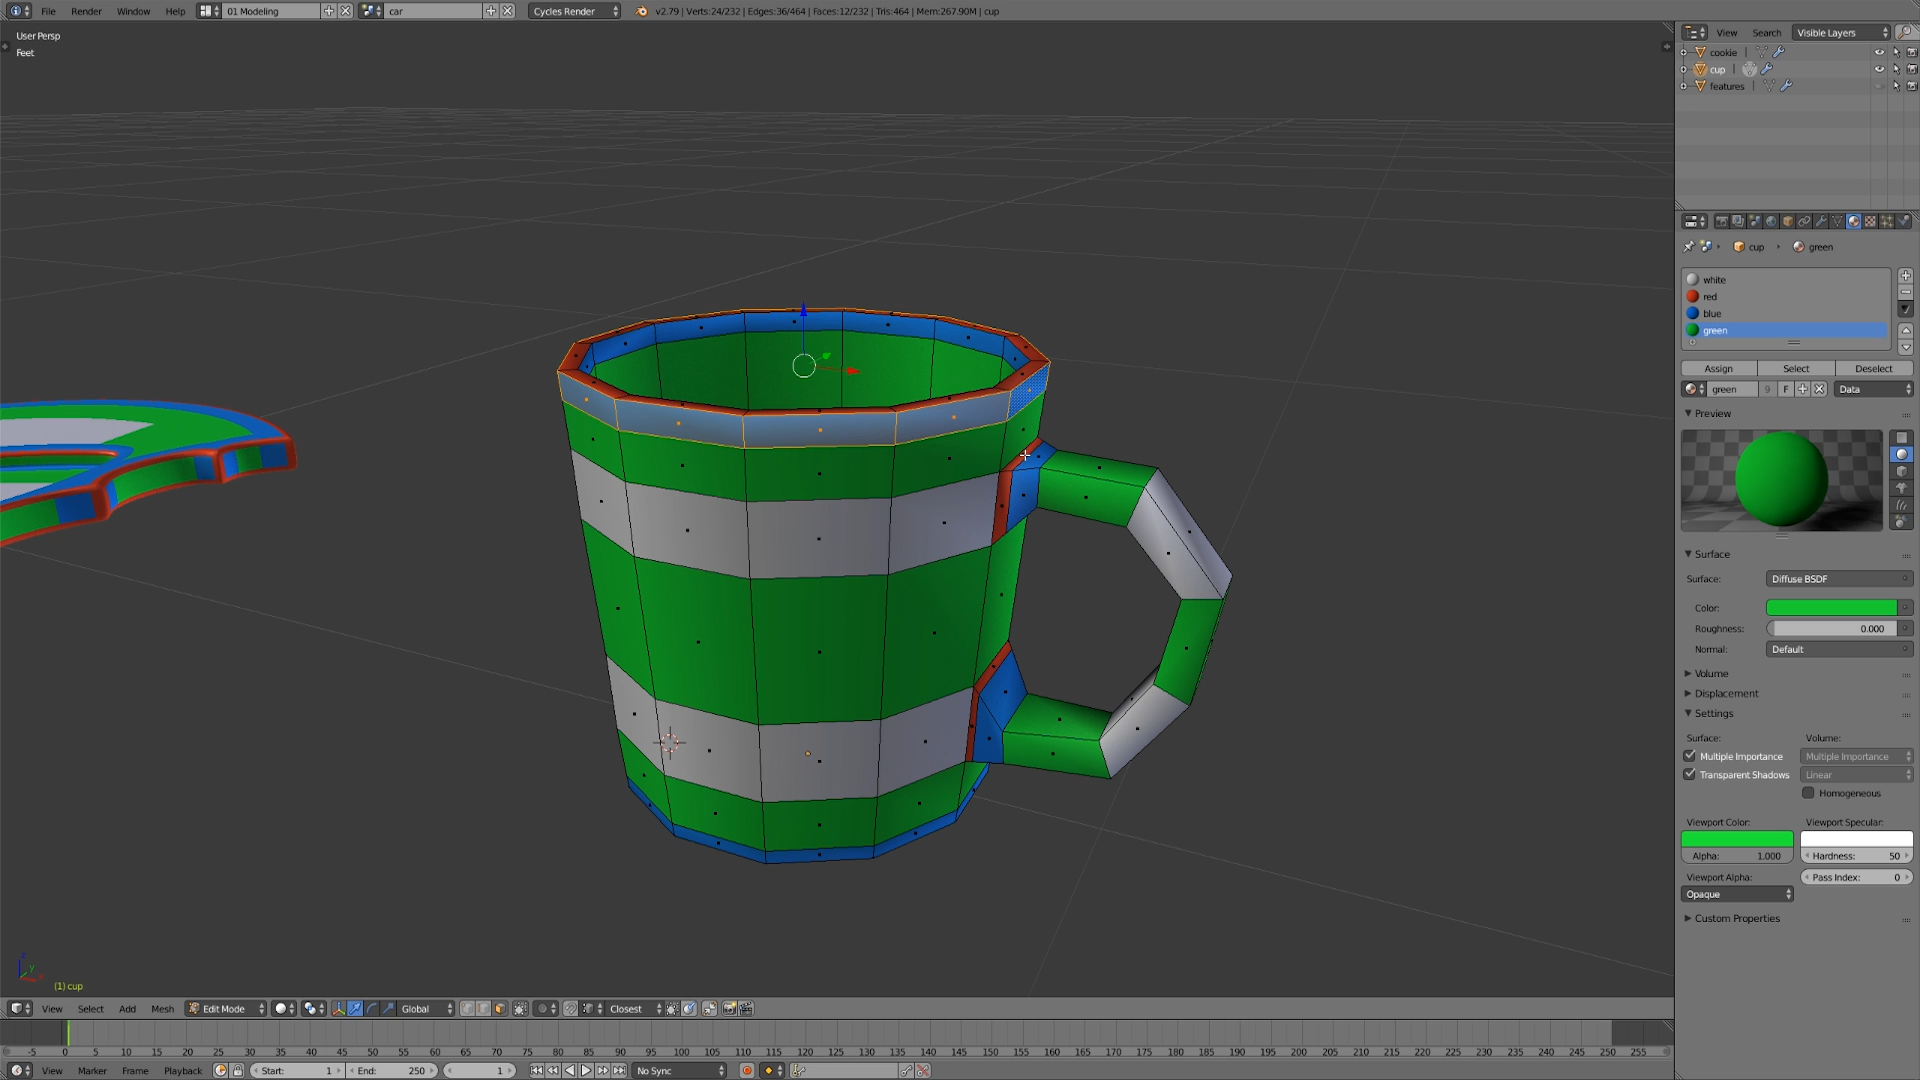 File Render Window Help 01 Modeling car Cycles Render v2.79 | Verts:24/232 | Edges:36/464 | Faces:12/232 | Tris:464 | Mem:267.90M | cup
User Persp
Feet
View Search Visible Layers
cookie
cup
features
cup green
white
red
blue
green
Assign Select Deselect
green 9 F Data
Preview
Surface
Surface: Diffuse BSDF
Color:
Roughness: 0.000
Normal: Default
Volume
Displacement
Settings
Surface: Volume:
Multiple Importance Multiple Importance
Transparent Shadows Linear
Homogeneous
Viewport Color: Viewport Specular:
Alpha: 1.000 Hardness: 50
Viewport Alpha: Pass Index: 0
Opaque
Custom Properties
z
y
(1) cup
View Select Add Mesh Edit Mode Global Closest
-5 0 5 10 15 20 25 30 35 40 45 50 55 60 65 70 75 80 85 90 95 100 105 110 115 120 125 130 135 140 145 150 155 160 165 170 175 180 185 190 195 200 205 210 215 220 225 230 235 240 245 250 255
View Marker Frame Playback Start: 1 End: 250 1 No Sync